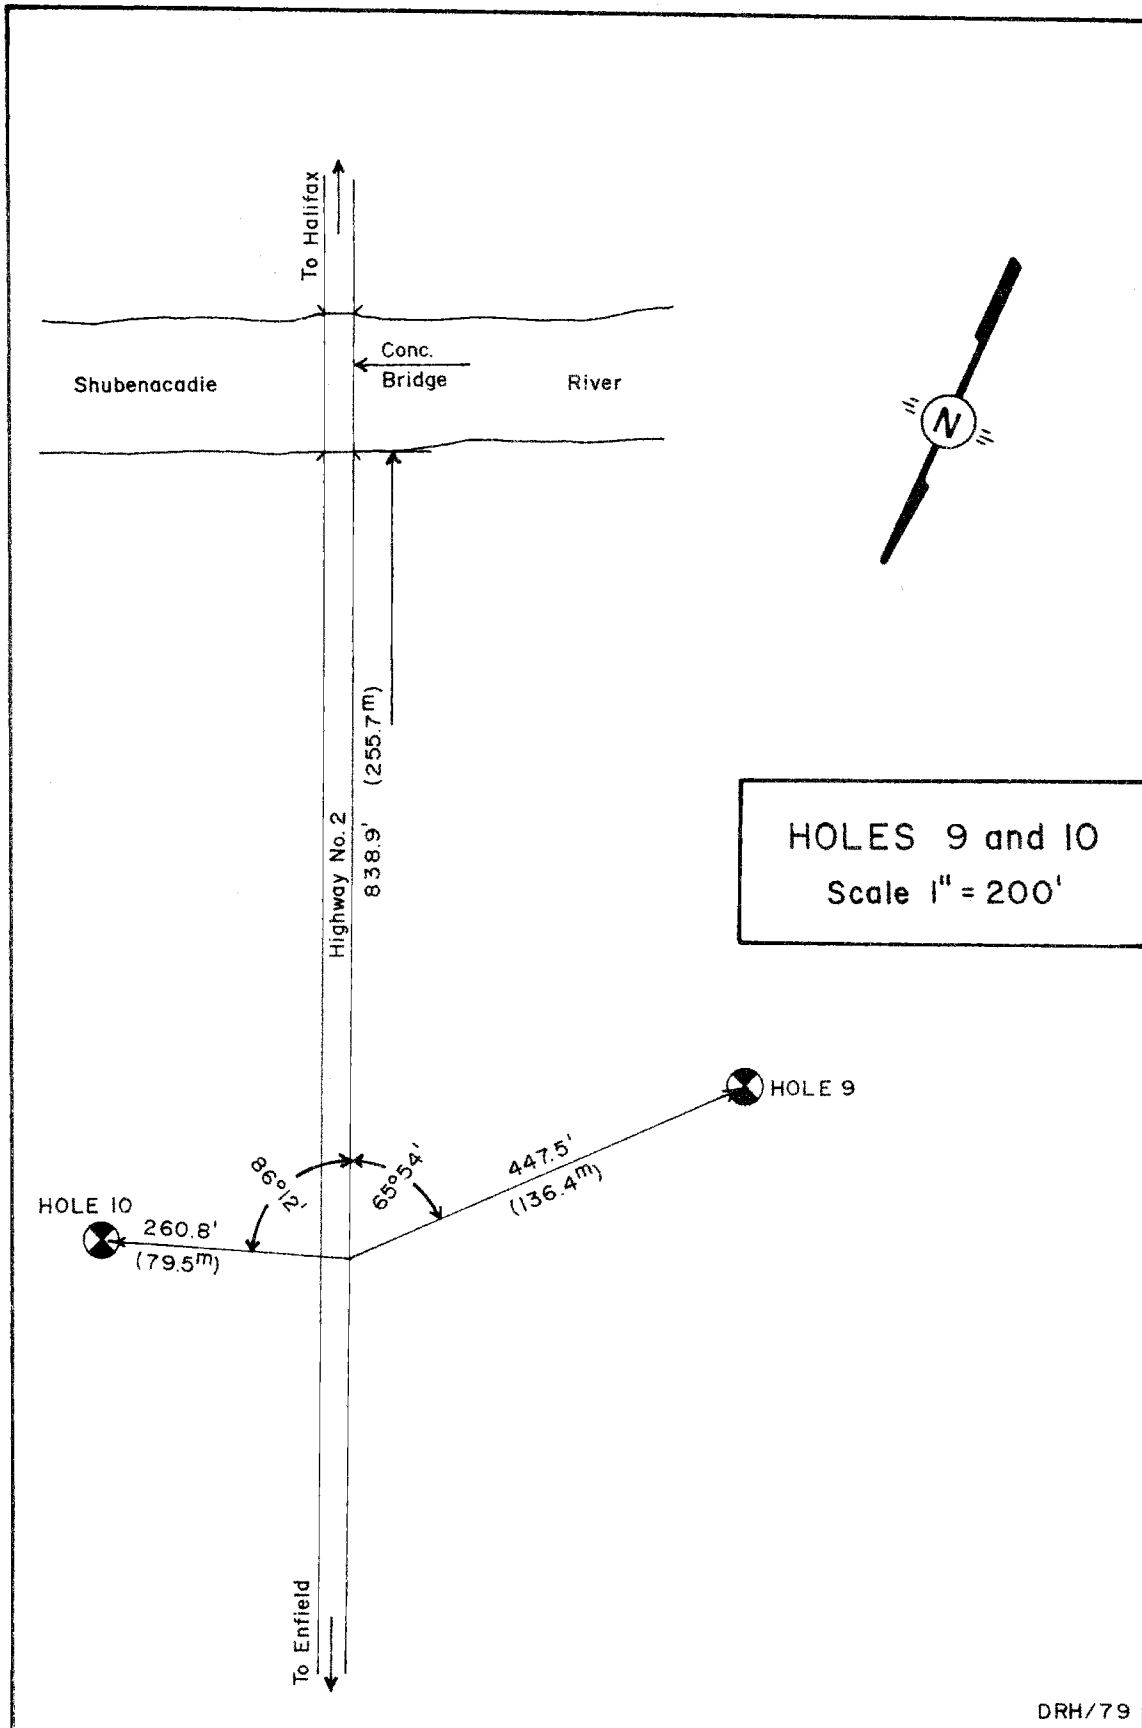 To Halifax
Conc.
Bridge
Shubenacadie
River
N
Highway No. 2
838.9' (255.7m)
HOLES 9 and 10
Scale 1" = 200'
HOLE 9
447.5'
(136.4m)
65°54'
86°12'
HOLE 10
260.8'
(79.5m)
To Enfield
DRH/79